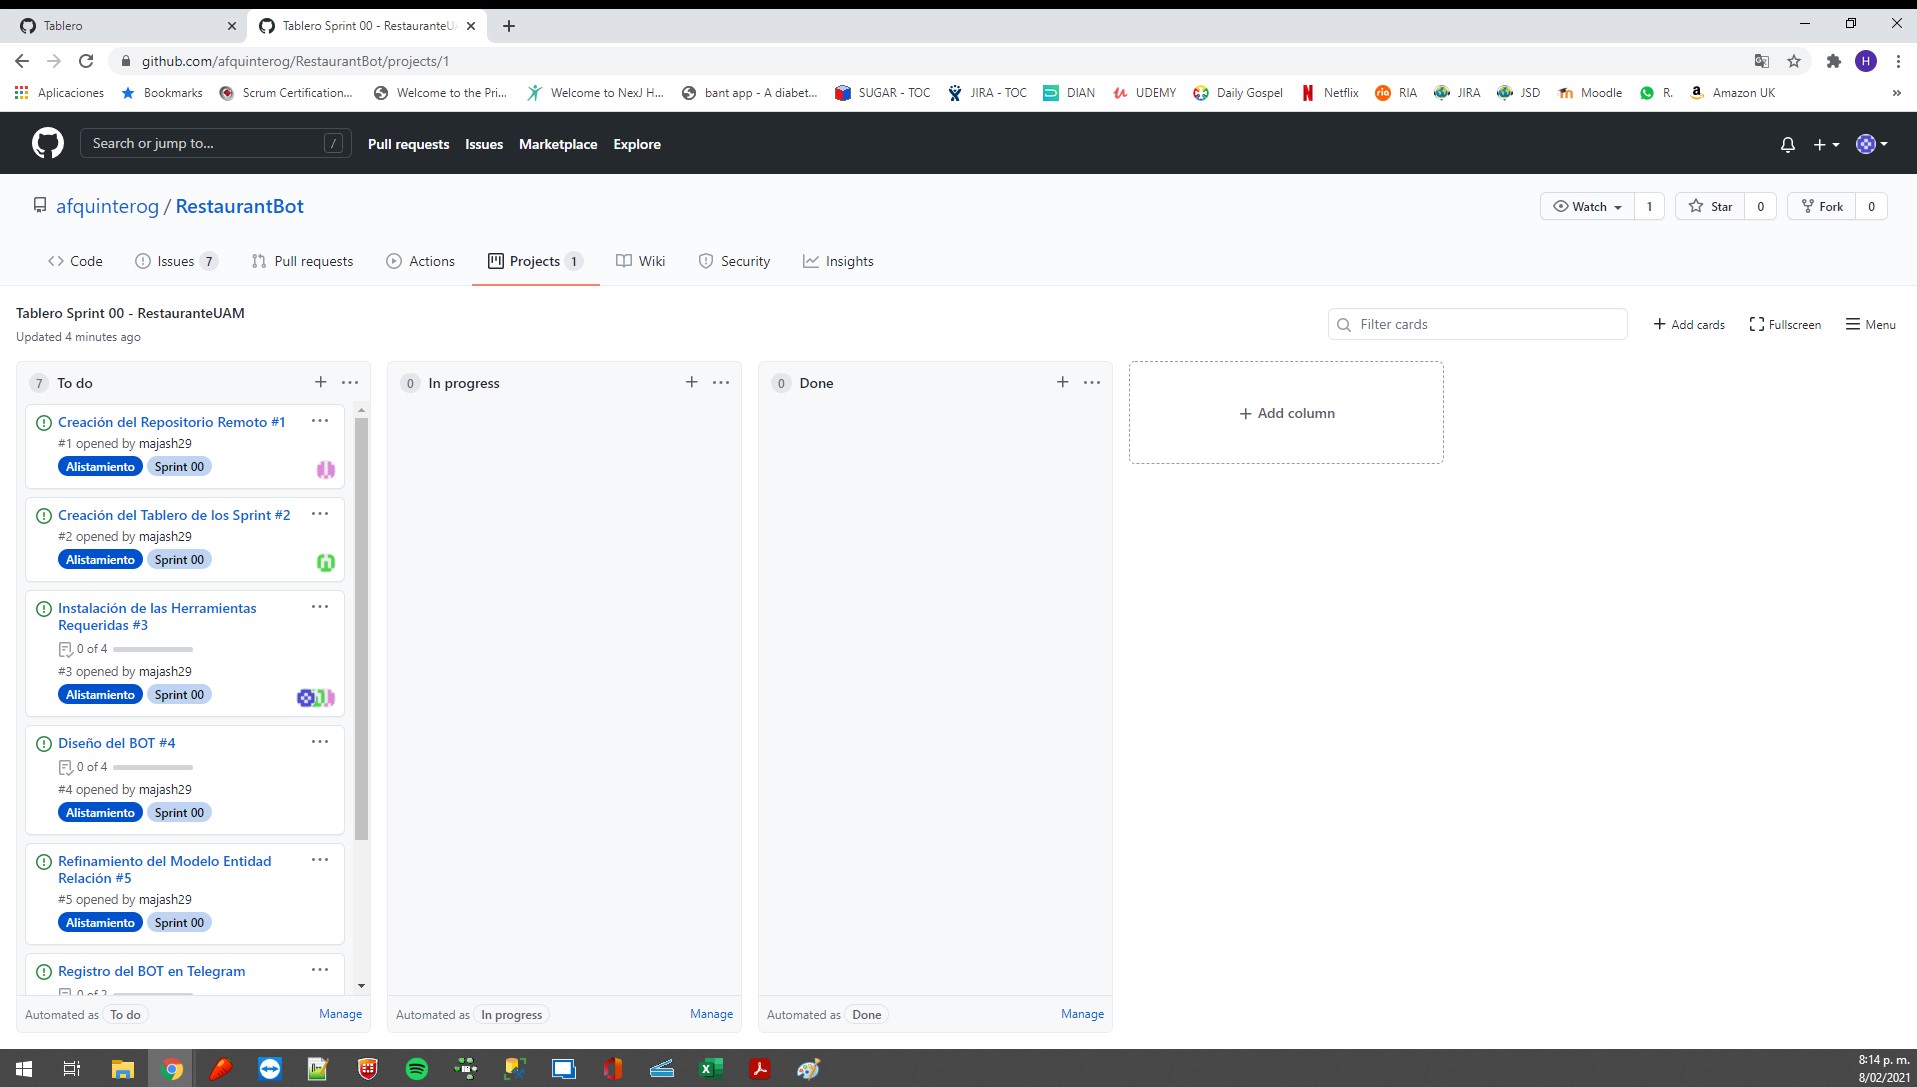 Tablero
Tablero Sprint 00 - RestauranteU
github.com/afquinterog/RestaurantBot/projects/1
H
Aplicaciones
Bookmarks
Scrum Certification...
Welcome to the Pri...
Welcome to NexJ H...
bant app - A diabet...
SUGAR - TOC
JIRA - TOC
DIAN
UDEMY
Daily Gospel
Netflix
RIA
JIRA
JSD
Moodle
R.
Amazon UK
»
Search or jump to... /
Pull requests
Issues
Marketplace
Explore
afquinterog / RestaurantBot
Watch 1
Star 0
Fork 0
Code
Issues 7
Pull requests
Actions
Projects 1
Wiki
Security
Insights
Tablero Sprint 00 - RestauranteUAM
Updated 4 minutes ago
Filter cards
Add cards
Fullscreen
Menu
7 To do
Creación del Repositorio Remoto #1
#1 opened by majash29
Alistamiento Sprint 00
Creación del Tablero de los Sprint #2
#2 opened by majash29
Alistamiento Sprint 00
Instalación de las Herramientas
Requeridas #3
0 of 4
#3 opened by majash29
Alistamiento Sprint 00
Diseño del BOT #4
0 of 4
#4 opened by majash29
Alistamiento Sprint 00
Refinamiento del Modelo Entidad
Relación #5
#5 opened by majash29
Alistamiento Sprint 00
Registro del BOT en Telegram
0 of 2
Automated as To do
Manage
0 In progress
Automated as In progress
Manage
0 Done
Automated as Done
Manage
Add column
8:14 p. m.
8/02/2021